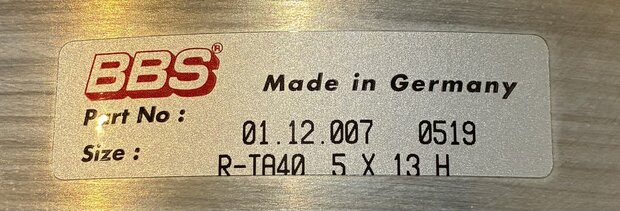 BBS® Made in Germany
Part No : 01.12.007 0519
Size : R-TA40 5 X 13 H